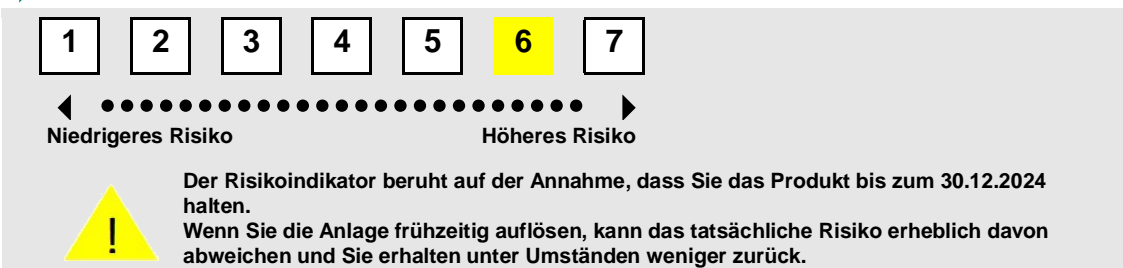 1 2 3 4 5 6 7
Niedrigeres Risiko Höheres Risiko
Der Risikoindikator beruht auf der Annahme, dass Sie das Produkt bis zum 30.12.2024
halten.
Wenn Sie die Anlage frühzeitig auflösen, kann das tatsächliche Risiko erheblich davon
abweichen und Sie erhalten unter Umständen weniger zurück.
!